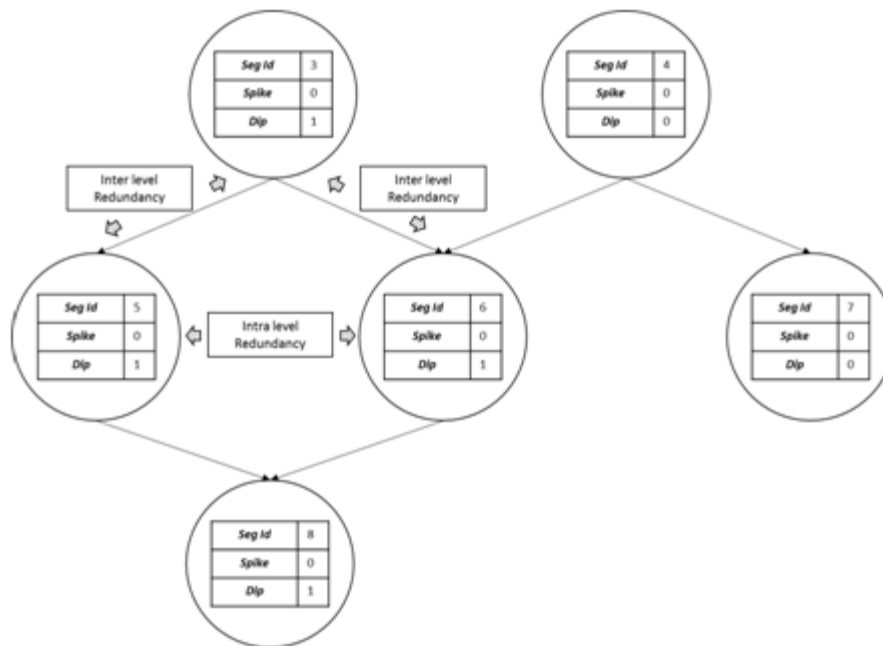 Seg Id 3
Spike 0
Dip 1
Seg Id 4
Spike 0
Dip 0
Inter level
Redundancy
Inter level
Redundancy
Seg Id 5
Spike 0
Dip 1
Intra level
Redundancy
Seg Id 6
Spike 0
Dip 1
Seg Id 7
Spike 0
Dip 0
Seg Id 8
Spike 0
Dip 1